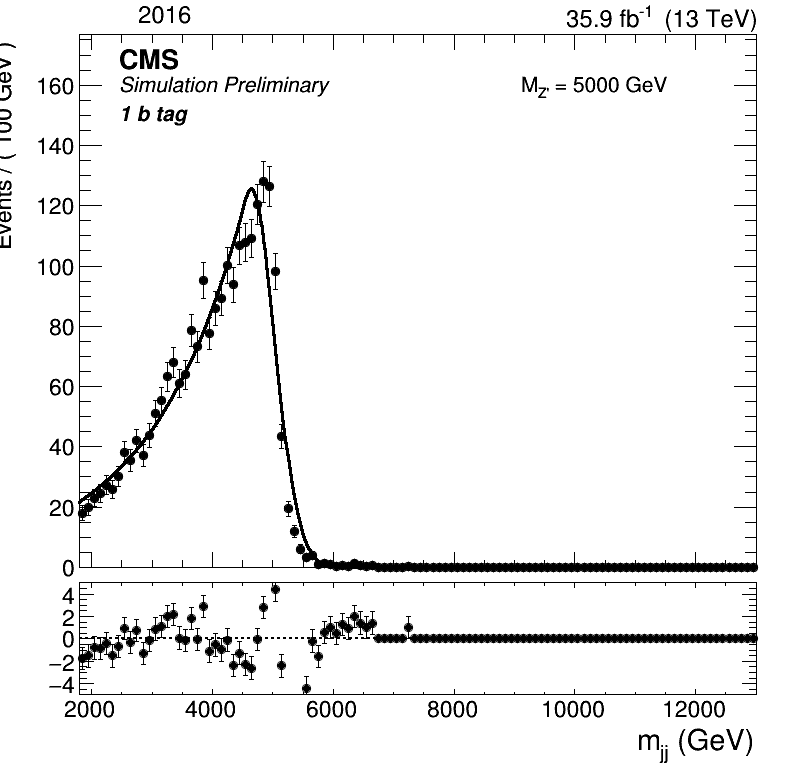 2016
35.9 fb⁻¹ (13 TeV)
CMS
Simulation Preliminary
1 b tag
M_Z' = 5000 GeV
Events / ( 100 GeV )
160
140
120
100
80
60
40
20
0
4
2
0
−2
−4
2000 4000 6000 8000 10000 12000
m_jj (GeV)